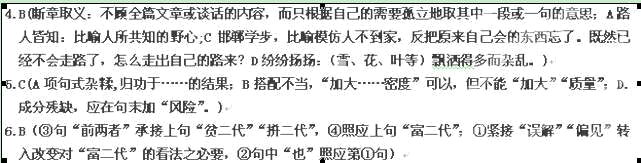 4.B(断章取义：不顾全篇文章或谈话的内容，而只根据自己的需要孤立地取其中一段或一句的意思；A路
人皆知：比喻人所共知的野心;C 邯郸学步，比喻模仿人不到家，反把原来自己会的东西忘了。既然已
经不会走路了，怎么走出自己的路来？D 纷纷扬扬：(雪、花、叶等）飘洒得多而杂乱。)
5.C(A 项句式杂糅,归功于……的结果；B 搭配不当，“加大……密度”可以，但不能“加大”“质量”；D.
成分残缺，应在句末加“风险”。)
6.B（③句“前两者”承接上句“贫二代”“拼二代”，④照应上句“富二代”；①紧接“误解”“偏见”转
入改变对“富二代”的看法之必要，②句中“也”照应第①句）